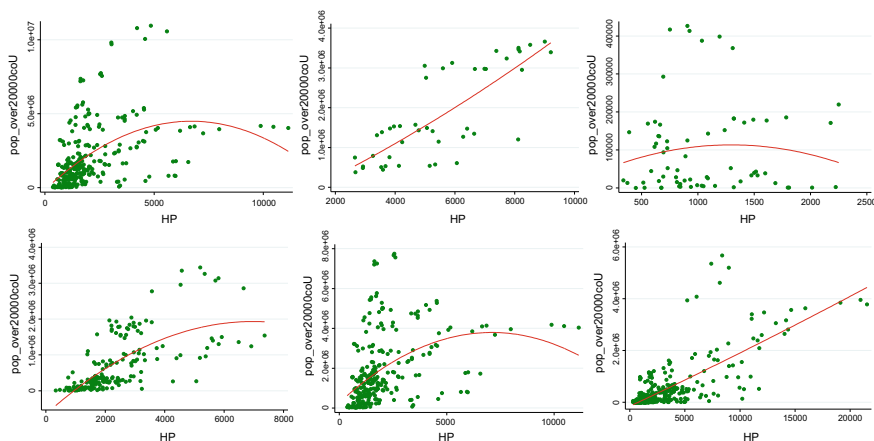 pop_over20000coU
0 5.0e+06 1.0e+07
0 5000 10000
HP
pop_over20000coU
0 1.0e+06 2.0e+06 3.0e+06 4.0e+06
2000 4000 6000 8000 10000
HP
pop_over20000coU
0 100000 200000 300000 400000
500 1000 1500 2000 2500
HP
pop_over20000coU
0 1.0e+06 2.0e+06 3.0e+06 4.0e+06
0 2000 4000 6000 8000
HP
pop_over20000coU
0 2.0e+06 4.0e+06 6.0e+06 8.0e+06
0 5000 10000
HP
pop_over20000coU
0 2.0e+06 4.0e+06 6.0e+06
0 5000 10000 15000 20000
HP